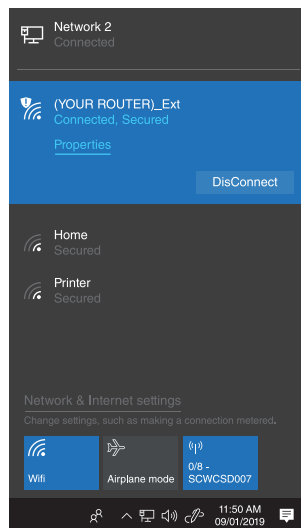 Network 2
Connected
(YOUR ROUTER)_Ext
Connected, Secured
Properties
DisConnect
Home
Secured
Printer
Secured
Network & Internet settings
Change settings, such as making a connection metered.
Wifi
Airplane mode
0/8 -
SCWCSD007
11:50 AM
09/01/2019